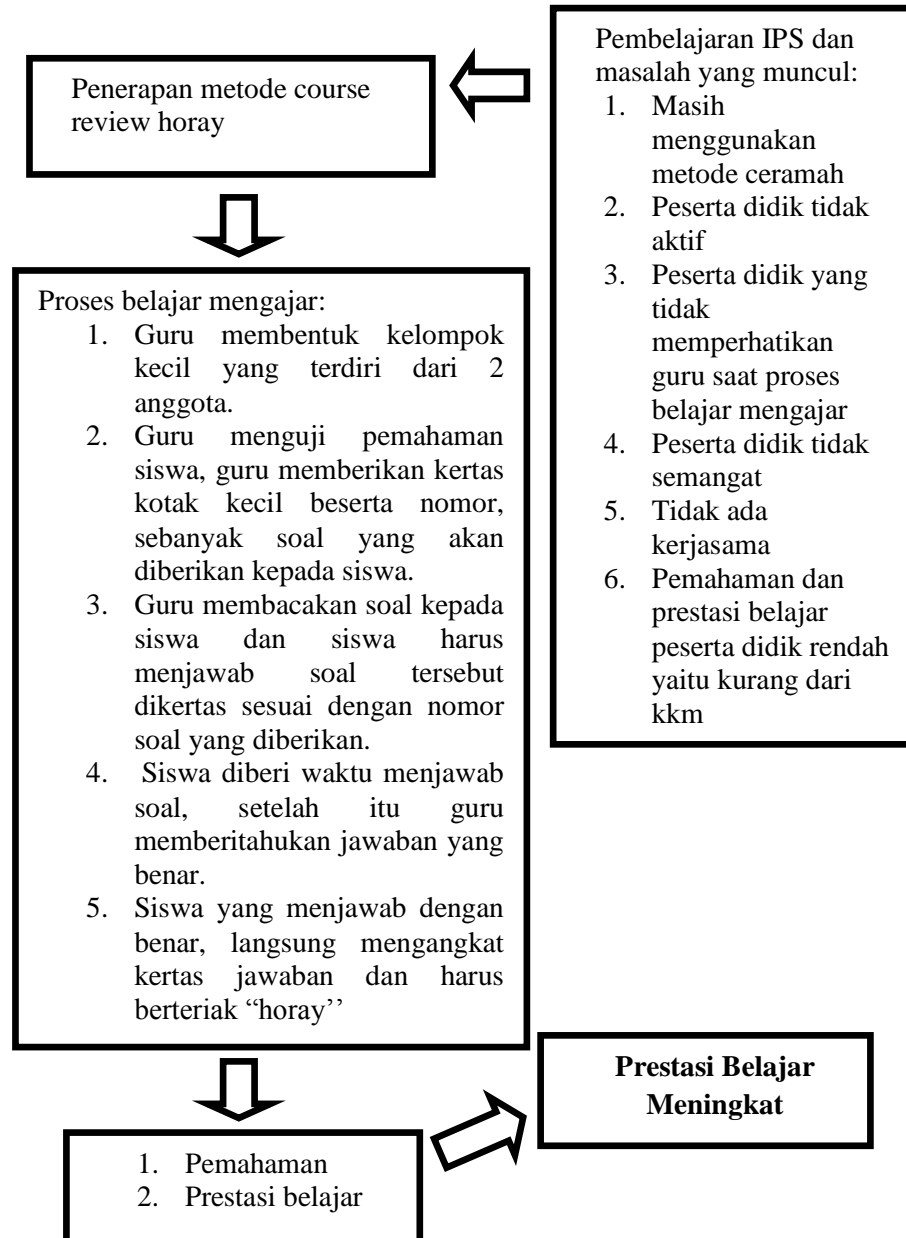 Pembelajaran IPS dan
masalah yang muncul:
1. Masih
menggunakan
metode ceramah
2. Peserta didik tidak
aktif
3. Peserta didik yang
tidak
memperhatikan
guru saat proses
belajar mengajar
4. Peserta didik tidak
semangat
5. Tidak ada
kerjasama
6. Pemahaman dan
prestasi belajar
peserta didik rendah
yaitu kurang dari
kkm
Penerapan metode course
review horay
Proses belajar mengajar:
1. Guru membentuk kelompok
kecil yang terdiri dari 2
anggota.
2. Guru menguji pemahaman
siswa, guru memberikan kertas
kotak kecil beserta nomor,
sebanyak soal yang akan
diberikan kepada siswa.
3. Guru membacakan soal kepada
siswa dan siswa harus
menjawab soal tersebut
dikertas sesuai dengan nomor
soal yang diberikan.
4. Siswa diberi waktu menjawab
soal, setelah itu guru
memberitahukan jawaban yang
benar.
5. Siswa yang menjawab dengan
benar, langsung mengangkat
kertas jawaban dan harus
berteriak “horay’’
1. Pemahaman
2. Prestasi belajar
Prestasi Belajar
Meningkat